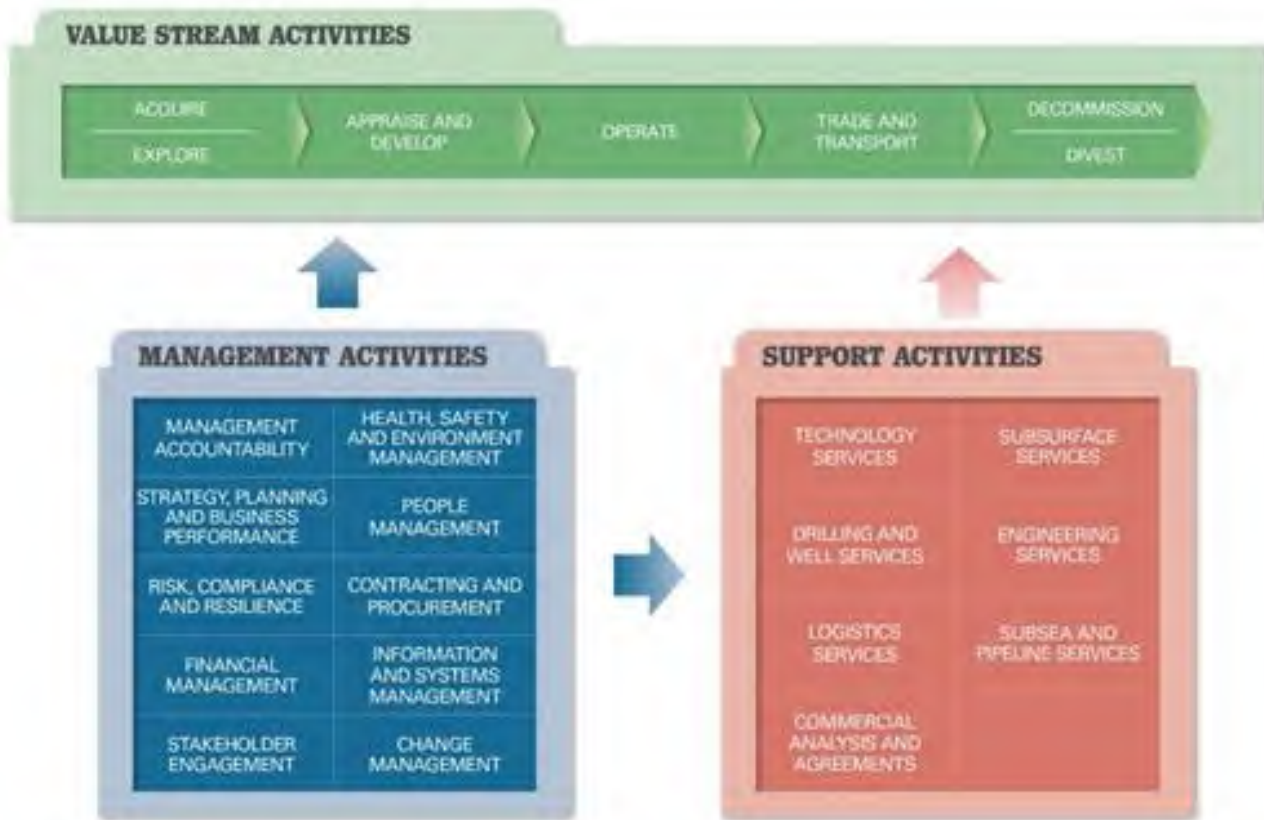 VALUE STREAM ACTIVITIES
ACQUIRE
EXPLORE
APPRAISE AND
DEVELOP
OPERATE
TRADE AND
TRANSPORT
DECOMMISSION
DIVEST
MANAGEMENT ACTIVITIES
MANAGEMENT
ACCOUNTABILITY
HEALTH, SAFETY
AND ENVIRONMENT
MANAGEMENT
STRATEGY, PLANNING
AND BUSINESS
PERFORMANCE
PEOPLE
MANAGEMENT
RISK, COMPLIANCE
AND RESILIENCE
CONTRACTING AND
PROCUREMENT
FINANCIAL
MANAGEMENT
INFORMATION
AND SYSTEMS
MANAGEMENT
STAKEHOLDER
ENGAGEMENT
CHANGE
MANAGEMENT
SUPPORT ACTIVITIES
TECHNOLOGY
SERVICES
SUBSURFACE
SERVICES
DRILLING AND
WELL SERVICES
ENGINEERING
SERVICES
LOGISTICS
SERVICES
SUBSEA AND
PIPELINE SERVICES
COMMERCIAL
ANALYSIS AND
AGREEMENTS